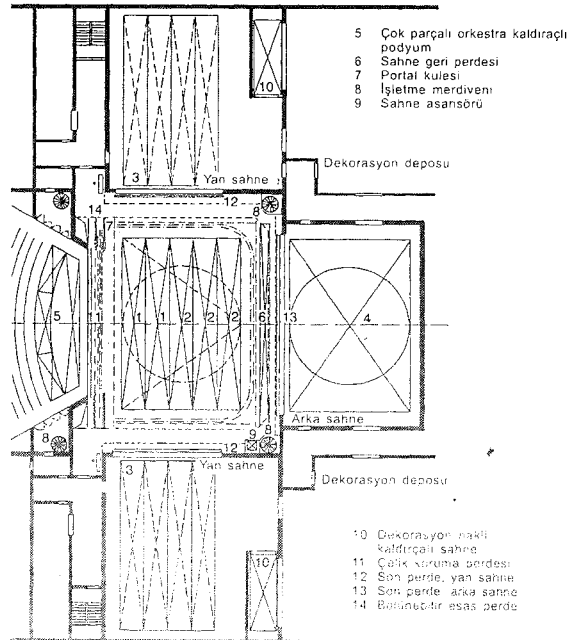 5 Çok parçalı orkestra kaldıraçlı
podyum
6 Sahne geri perdesi
7 Portal kulesi
8 İşletme merdiveni
9 Sahne asansörü
10
3 Yan sahne
Dekorasyon deposu
12
8
14
7
5
11
1 1 2 2 2
6
13
4
Arka sahne
8
9
8
12
3 Yan sahne
Dekorasyon deposu
10
10 Dekorasyon nakli
kaldırçalı sahne
11 Çelik koruma perdesi
12 Son perde, yan sahne
13 Son perde, arka sahne
14 Bölünebilir esas perde